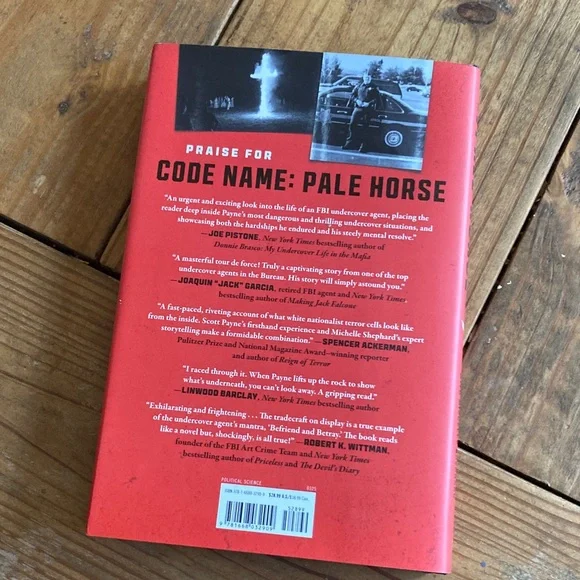 PRAISE FOR
CODE NAME: PALE HORSE
“An urgent and exciting look into the life of an FBI undercover agent, placing the
reader deep inside Payne’s most dangerous and thrilling undercover situations, and
showcasing both the hardships he endured and his steely mental resolve.”
—JOE PISTONE, New York Times bestselling author of
Donnie Brasco: My Undercover Life in the Mafia
“A masterful tour de force! Truly a captivating story from one of the top
undercover agents in the Bureau. His story will simply astound you.”
—JOAQUIN “JACK” GARCIA, retired FBI agent and New York Times
bestselling author of Making Jack Falcone
“A fast-paced, riveting account of what white nationalist terror cells look like
from the inside. Scott Payne’s firsthand experience and Michelle Shephard’s expert
storytelling make a formidable combination.” —SPENCER ACKERMAN,
Pulitzer Prize and National Magazine Award–winning reporter
and author of Reign of Terror
“I raced through it. When Payne lifts up the rock to show
what’s underneath, you can’t look away. A gripping read.”
—LINWOOD BARCLAY, New York Times bestselling author
“Exhilarating and frightening . . . The tradecraft on display is a true example
of the undercover agent’s mantra, ‘Befriend and Betray.’ The book reads
like a novel but, shockingly, is all true!” —ROBERT K. WITTMAN,
founder of the FBI Art Crime Team and New York Times
bestselling author of Priceless and The Devil’s Diary
POLITICAL SCIENCE 0325
52899
9 781668 032909